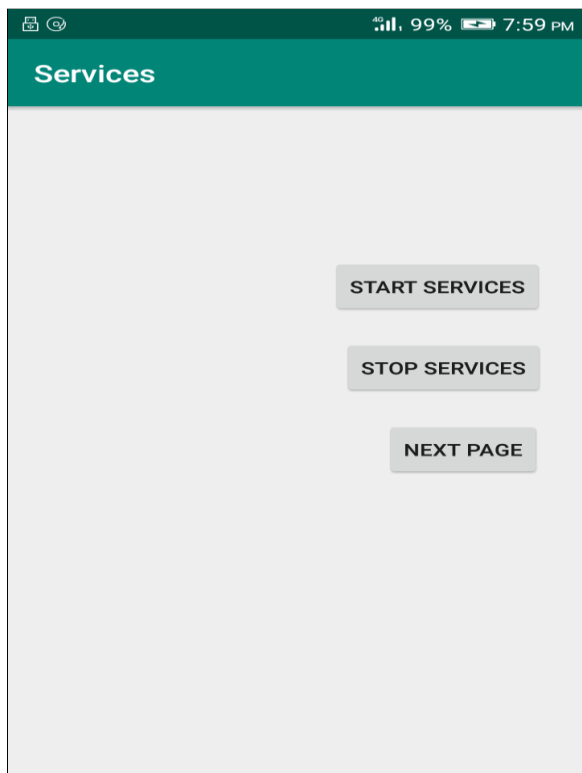 4G 99% 7:59 PM
Services
START SERVICES
STOP SERVICES
NEXT PAGE